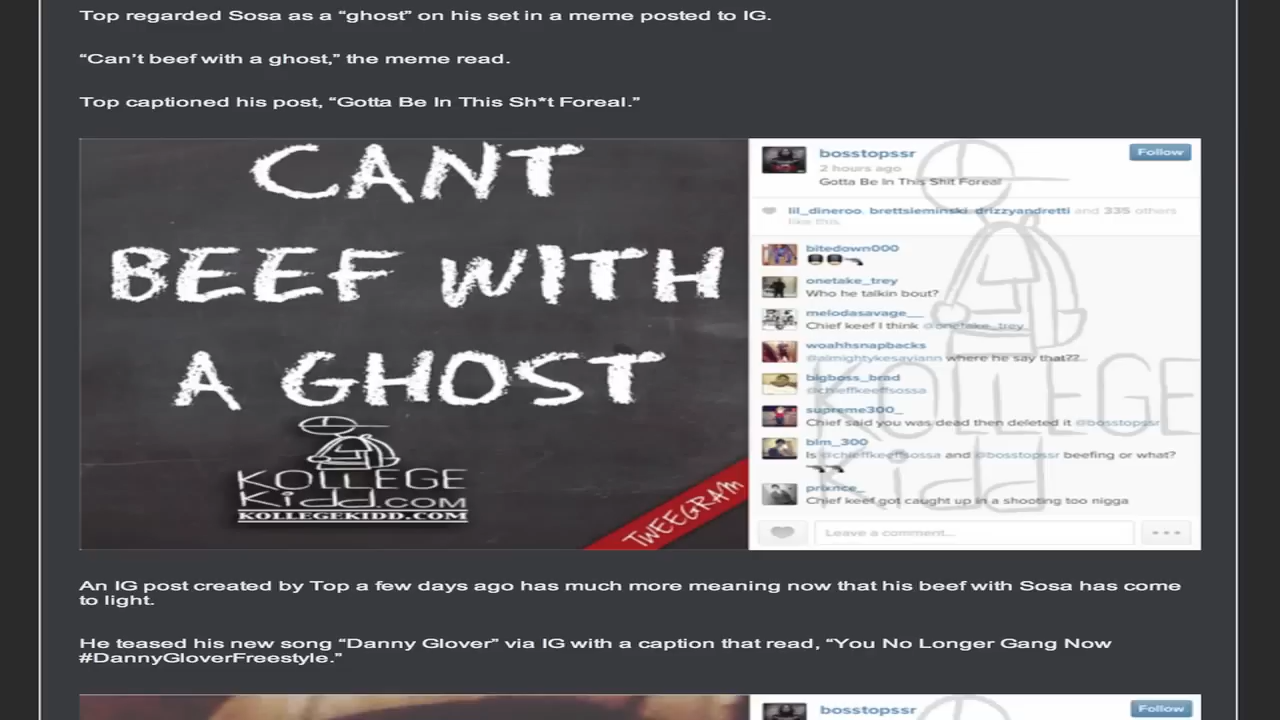 Top regarded Sosa as a “ghost” on his set in a meme posted to IG.
“Can’t beef with a ghost,” the meme read.
Top captioned his post, “Gotta Be In This Sh*t Foreal.”
CANT
BEEF WITH
A GHOST
KOLLEGE
Kidd.COM
KOLLEGEKIDD.COM
TWEEGRAM
bosstopssr
Follow
2 hours ago
Gotta Be In This Shit Foreal
lil_dineroo, brettsieminski, drizzyandretti and 335 others
like this.
bitedown000
onetake_trey
Who he talkin bout?
melodasavage__
Chief keef I think @onetake_trey
woahhsnapbacks
@almightykesaviann where he say that??
bigboss_brad
@chieffkeeffsossa
supreme300_
Chief said you was dead then deleted it @bosstopssr
blm_300
Is @chieffkeeffsossa and @bosstopssr beefing or what?
Chief keef got caught up in a shooting too nigga
Leave a comment...
KOLLEGE
Kidd
An IG post created by Top a few days ago has much more meaning now that his beef with Sosa has come
to light.
He teased his new song “Danny Glover” via IG with a caption that read, “You No Longer Gang Now
#DannyGloverFreestyle.”
bosstopssr
Follow